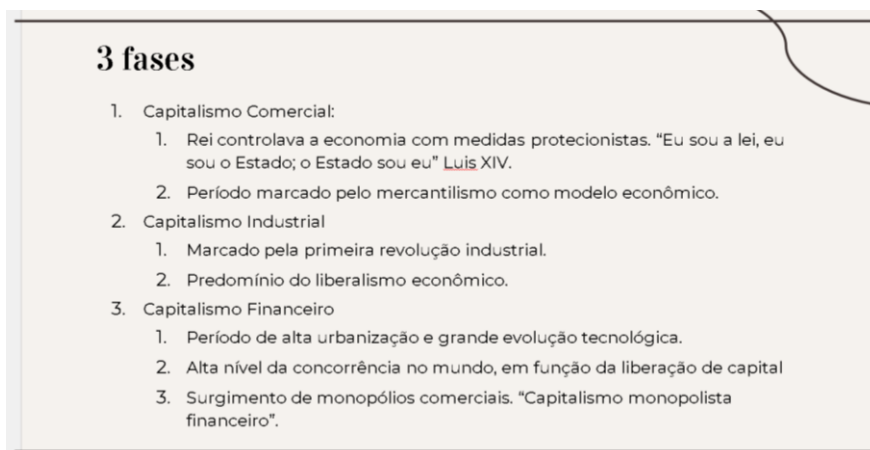 3 fases
1. Capitalismo Comercial:
1. Rei controlava a economia com medidas protecionistas. “Eu sou a lei, eu
sou o Estado; o Estado sou eu” Luis XIV.
2. Período marcado pelo mercantilismo como modelo econômico.
2. Capitalismo Industrial
1. Marcado pela primeira revolução industrial.
2. Predomínio do liberalismo econômico.
3. Capitalismo Financeiro
1. Período de alta urbanização e grande evolução tecnológica.
2. Alta nível da concorrência no mundo, em função da liberação de capital
3. Surgimento de monopólios comerciais. “Capitalismo monopolista
financeiro”.